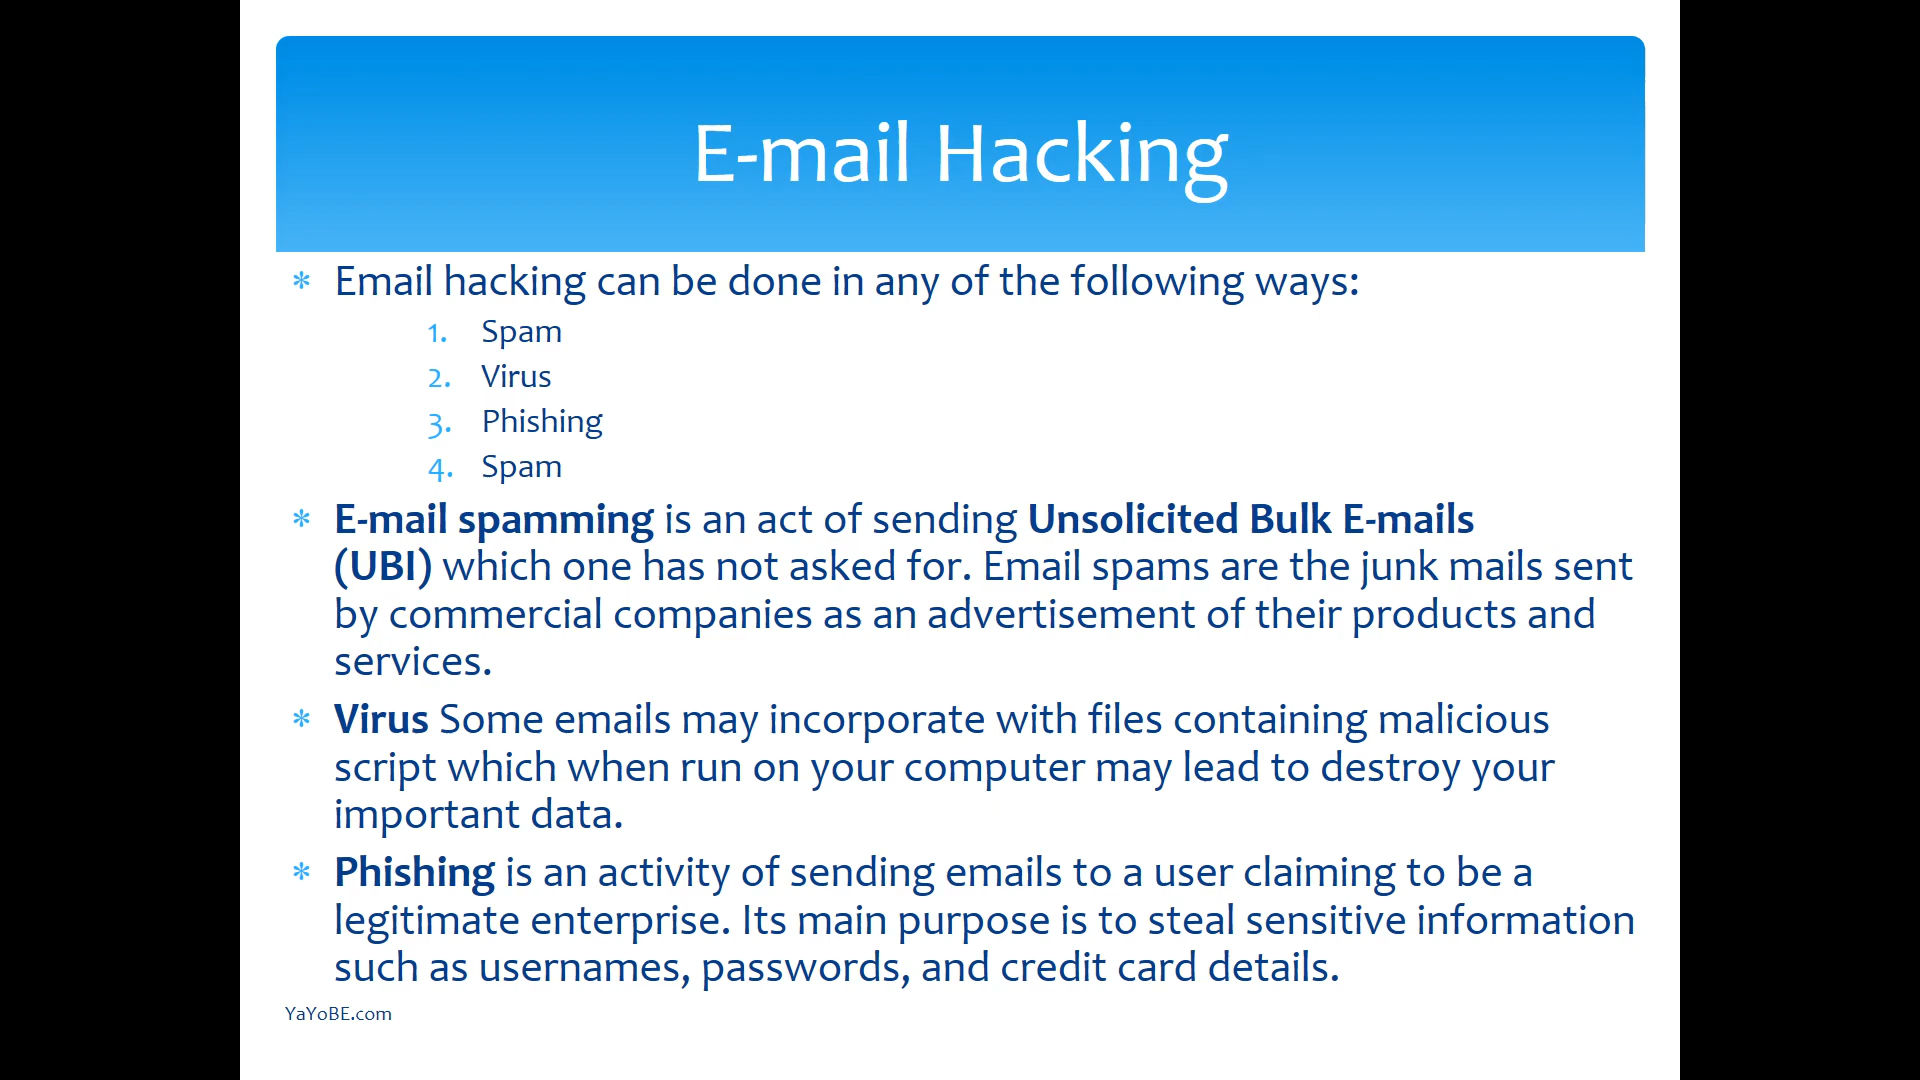 E-mail Hacking
* Email hacking can be done in any of the following ways:
1. Spam
2. Virus
3. Phishing
4. Spam
* E-mail spamming is an act of sending Unsolicited Bulk E-mails
(UBI) which one has not asked for. Email spams are the junk mails sent
by commercial companies as an advertisement of their products and
services.
* Virus Some emails may incorporate with files containing malicious
script which when run on your computer may lead to destroy your
important data.
* Phishing is an activity of sending emails to a user claiming to be a
legitimate enterprise. Its main purpose is to steal sensitive information
such as usernames, passwords, and credit card details.
YaYoBE.com